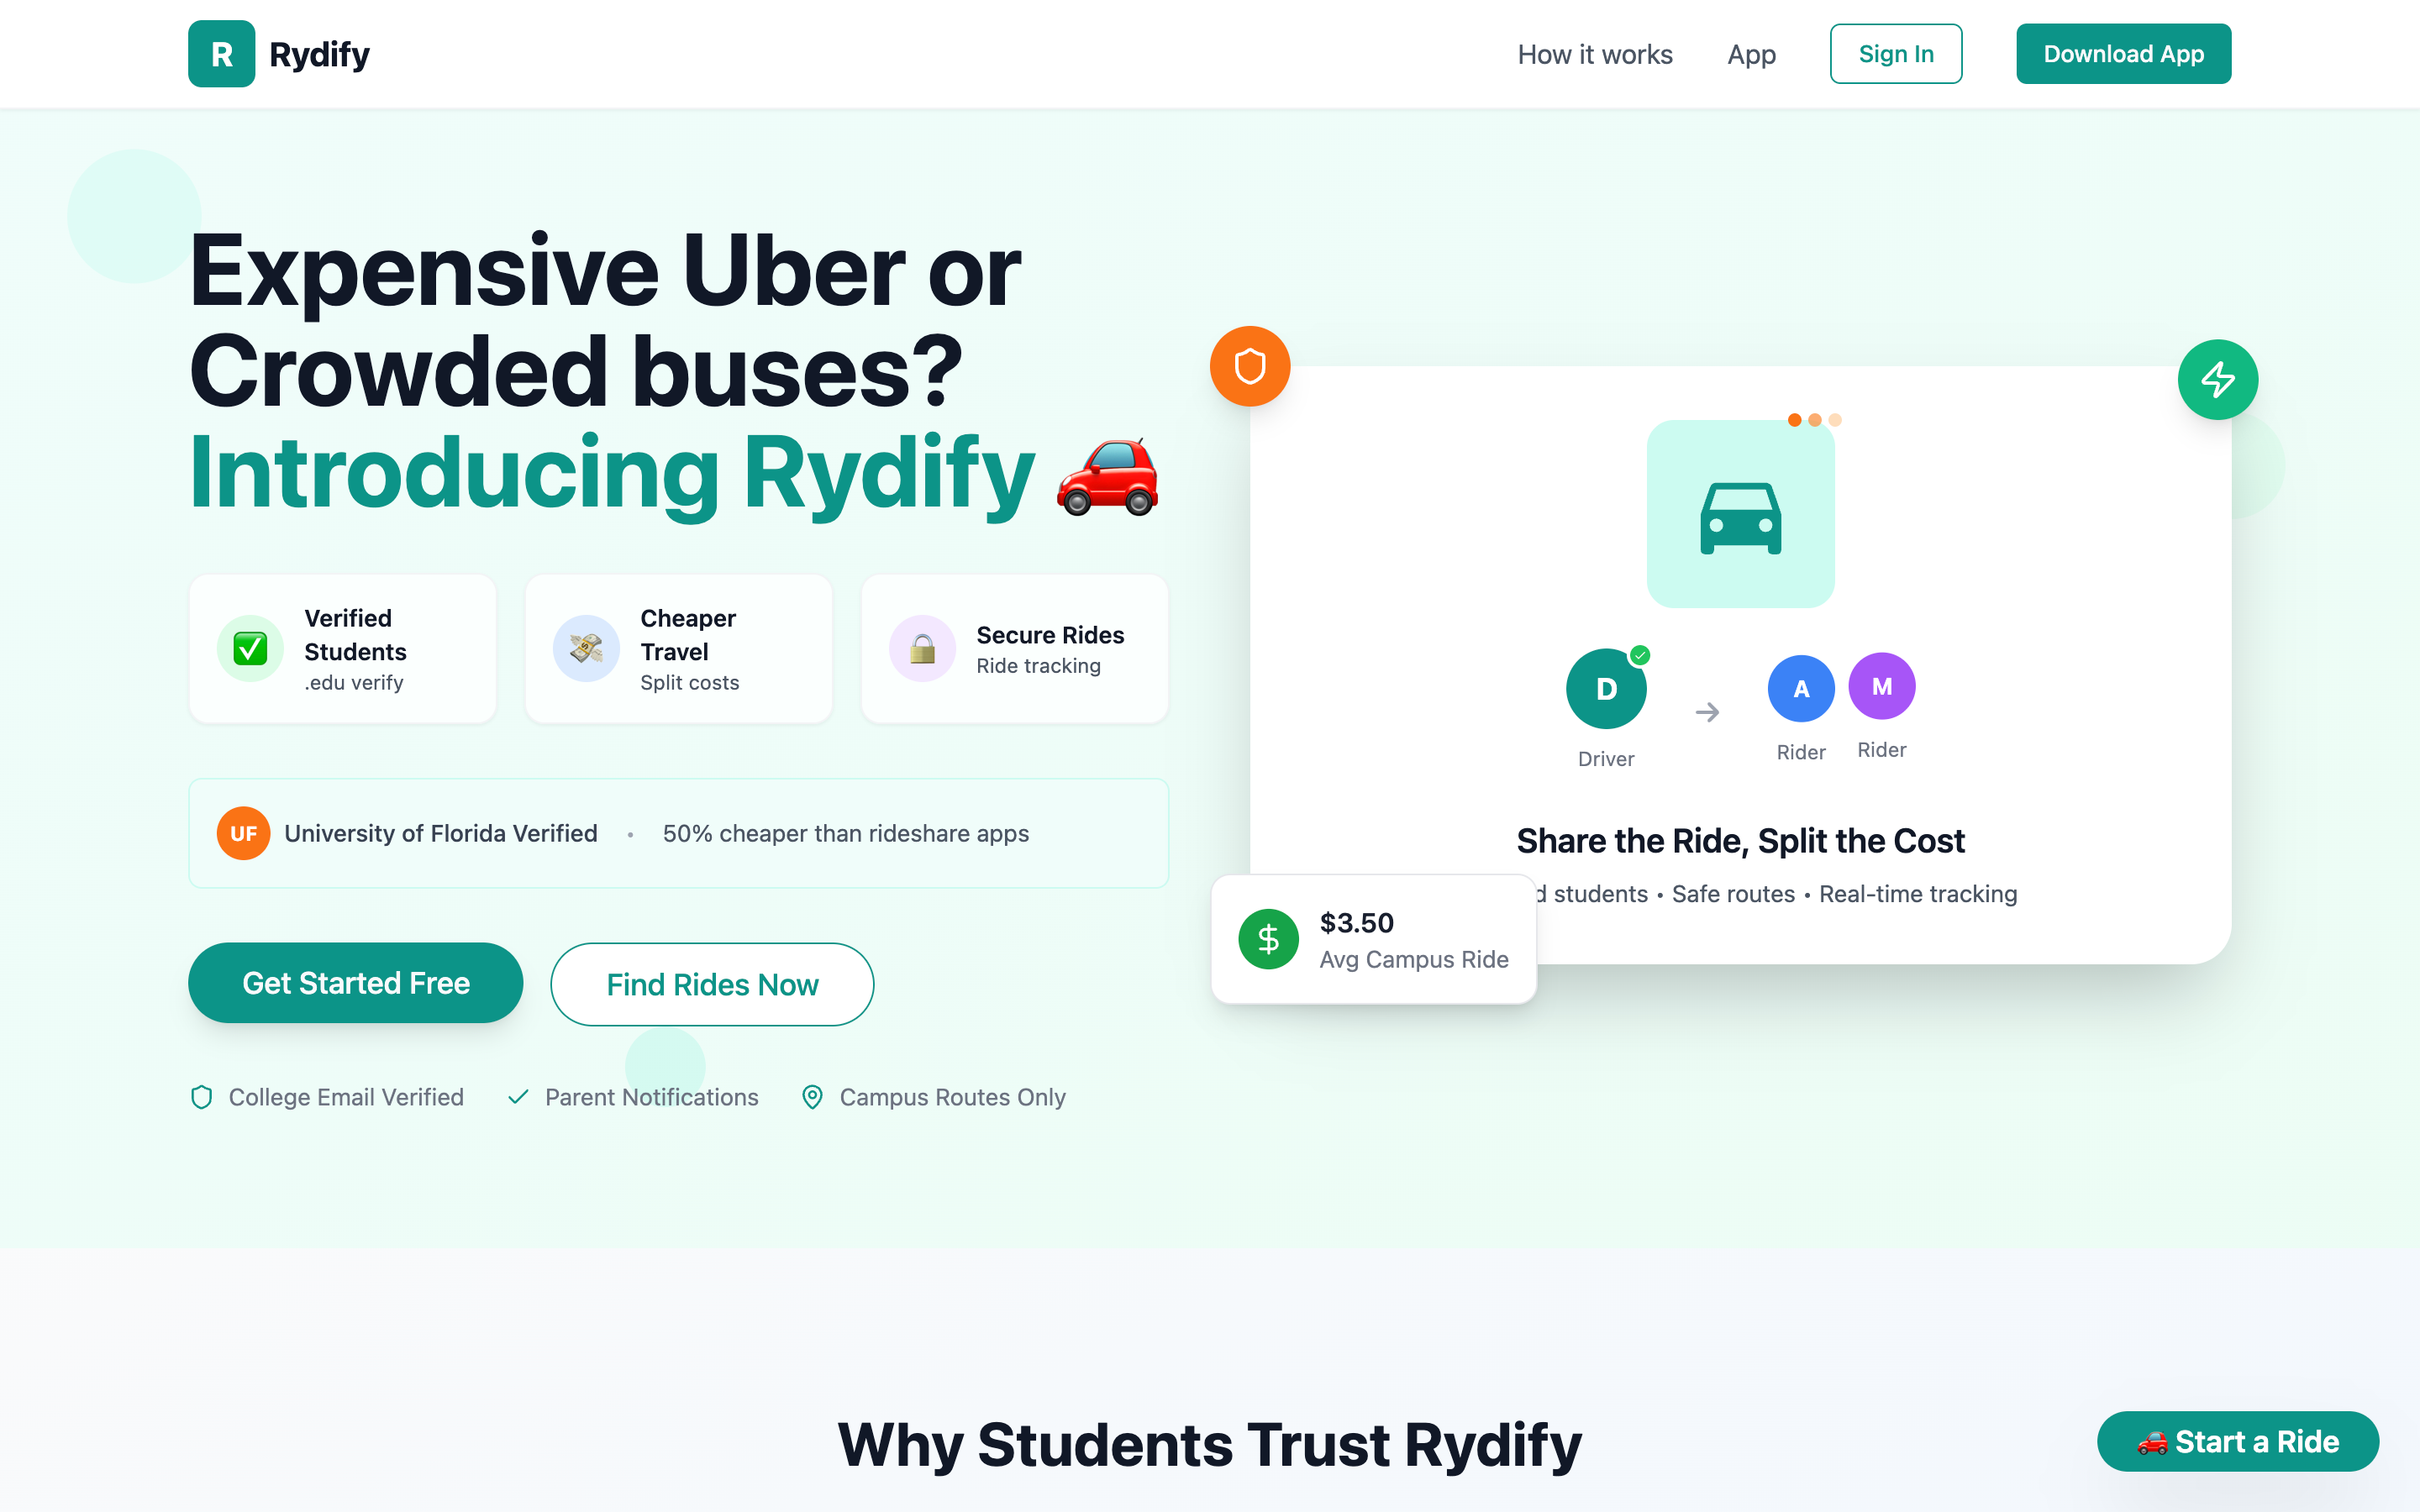 R Rydify
How it works
App
Sign In
Download App
Expensive Uber or
Crowded buses?
Introducing Rydify
Verified
Students
.edu verify
Cheaper
Travel
Split costs
Secure Rides
Ride tracking
UF University of Florida Verified • 50% cheaper than rideshare apps
Get Started Free
Find Rides Now
College Email Verified
Parent Notifications
Campus Routes Only
D
Driver
A
Rider
M
Rider
Share the Ride, Split the Cost
d students • Safe routes • Real-time tracking
$ $3.50
Avg Campus Ride
Why Students Trust Rydify
Start a Ride